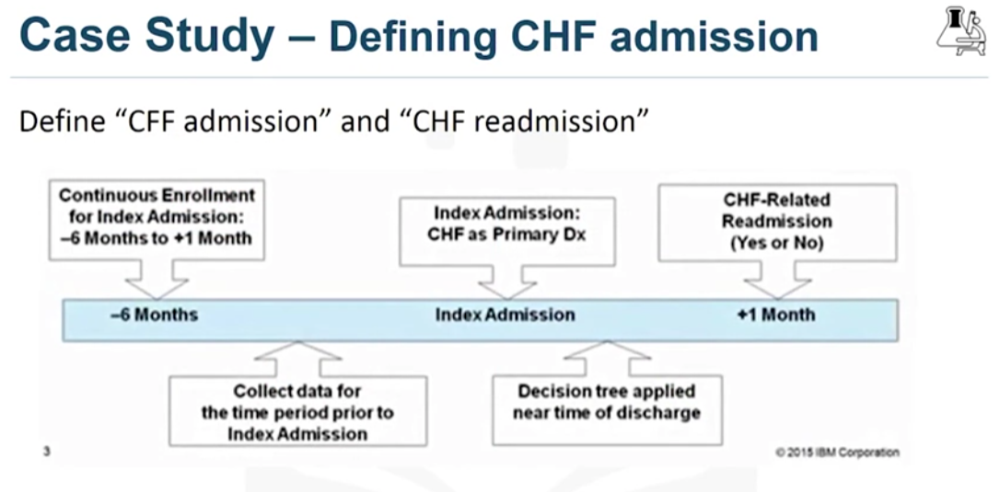 Case Study – Defining CHF admission
Define “CFF admission” and “CHF readmission”
Continuous Enrollment
for Index Admission:
–6 Months to +1 Month
Index Admission:
CHF as Primary Dx
CHF-Related
Readmission
(Yes or No)
–6 Months
Index Admission
+1 Month
Collect data for
the time period prior to
Index Admission
Decision tree applied
near time of discharge
3
© 2015 IBM Corporation